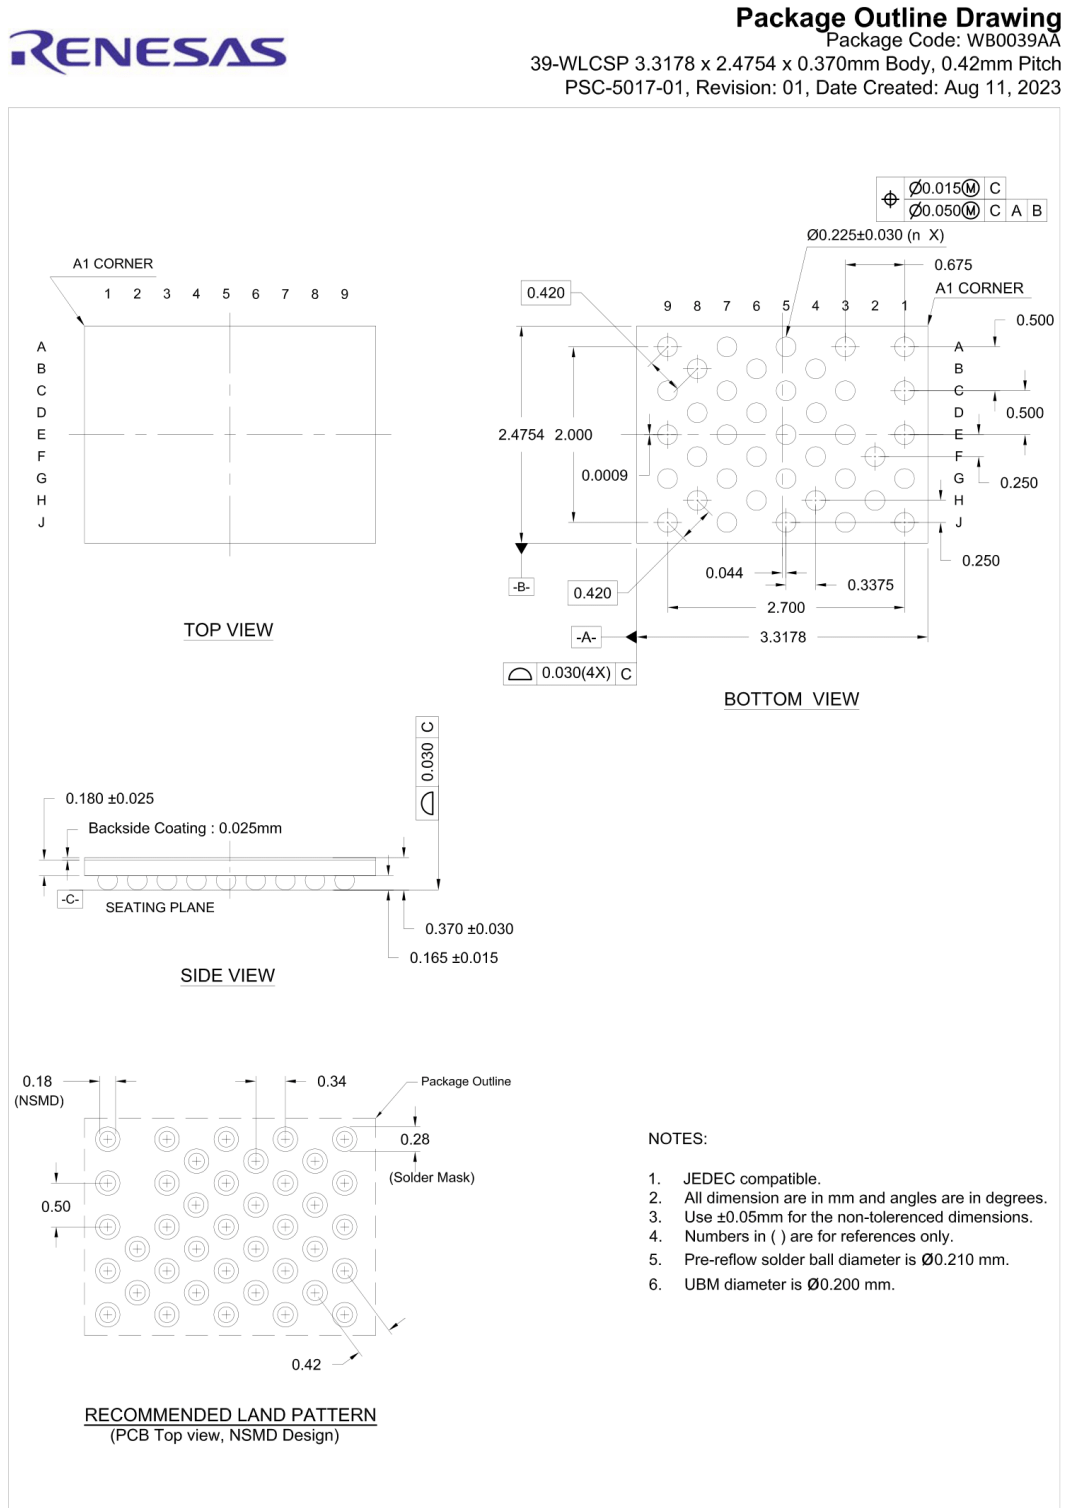 RENESAS
Package Outline Drawing
Package Code: WB0039AA
39-WLCSP 3.3178 x 2.4754 x 0.370mm Body, 0.42mm Pitch
PSC-5017-01, Revision: 01, Date Created: Aug 11, 2023
A1 CORNER
1 2 3 4 5 6 7 8 9
A
B
C
D
E
F
G
H
J
TOP VIEW
⌖ Ø0.015Ⓜ C
Ø0.050Ⓜ C A B
Ø0.225±0.030 (n X)
0.675
A1 CORNER
0.420
9 8 7 6 5 4 3 2 1
0.500
A
B
C
D
E
F
G
H
J
0.500
2.4754 2.000
0.0009
0.250
0.250
0.044
0.3375
-B-
0.420
2.700
-A-
3.3178
0.030(4X) C
BOTTOM VIEW
0.030 C
0.180 ±0.025
Backside Coating : 0.025mm
-C-
SEATING PLANE
0.370 ±0.030
0.165 ±0.015
SIDE VIEW
0.18
(NSMD)
0.34
Package Outline
0.28
(Solder Mask)
0.50
0.42
RECOMMENDED LAND PATTERN
(PCB Top view, NSMD Design)
NOTES:
1. JEDEC compatible.
2. All dimension are in mm and angles are in degrees.
3. Use ±0.05mm for the non-tolerenced dimensions.
4. Numbers in ( ) are for references only.
5. Pre-reflow solder ball diameter is Ø0.210 mm.
6. UBM diameter is Ø0.200 mm.